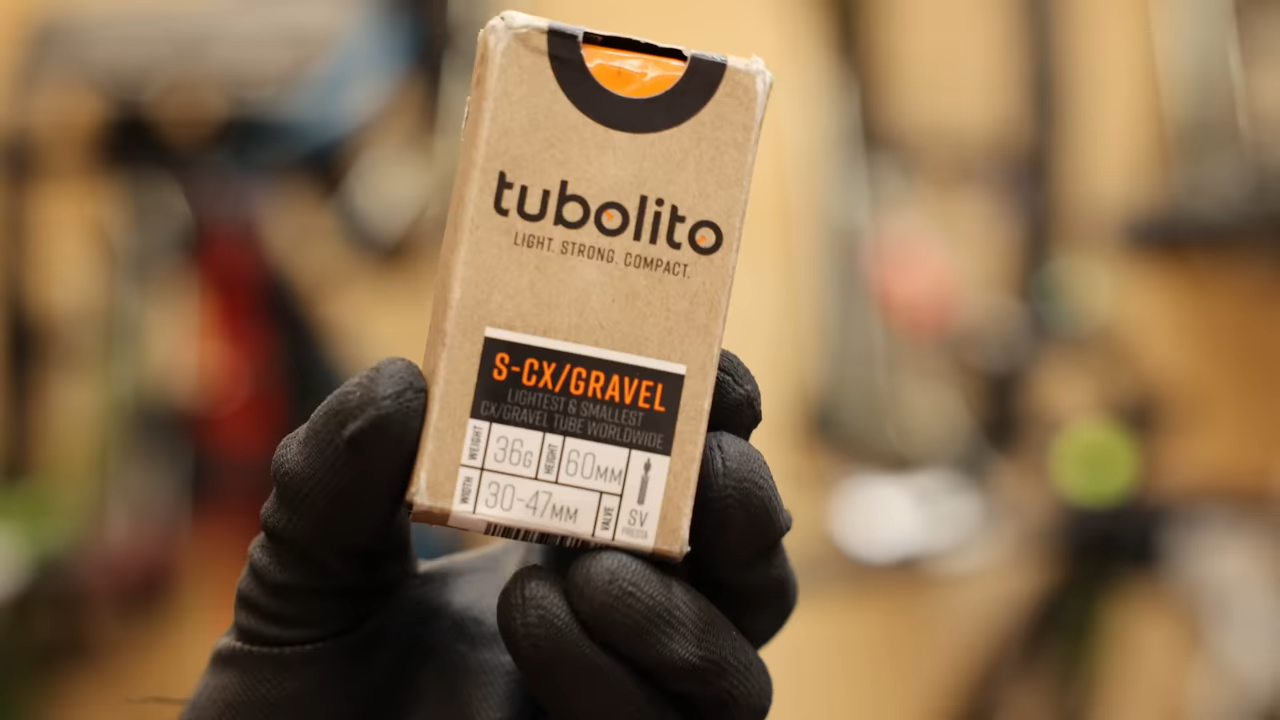 tubolito
LIGHT. STRONG. COMPACT.
S-CX/GRAVEL
LIGHTEST & SMALLEST
CX/GRAVEL TUBE WORLDWIDE
WEIGHT 36G HEIGHT 60MM
WIDTH 30-47MM VALVE SV
PRESTA